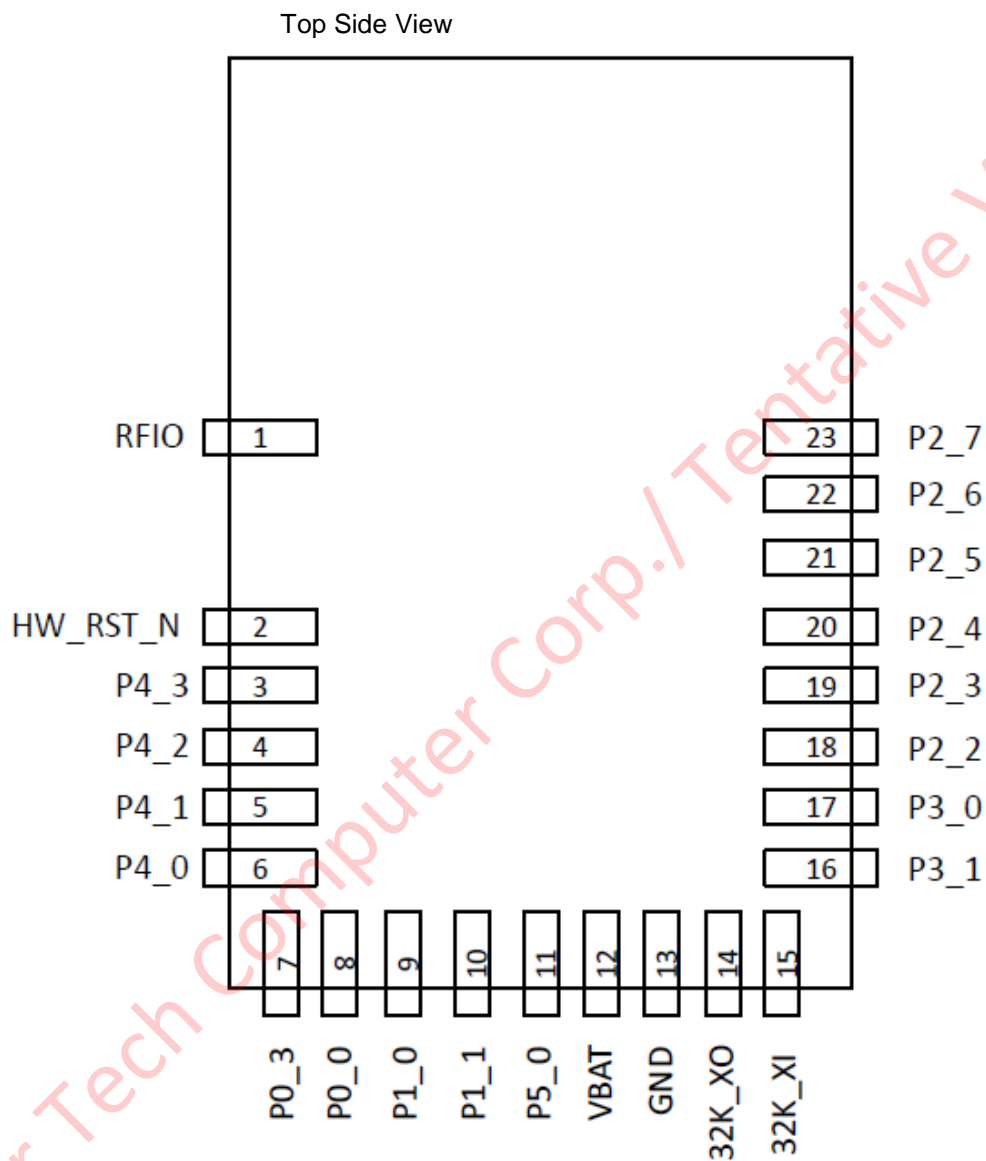 Top Side View
RFIO 1
HW_RST_N 2
P4_3 3
P4_2 4
P4_1 5
P4_0 6
23 P2_7
22 P2_6
21 P2_5
20 P2_4
19 P2_3
18 P2_2
17 P3_0
16 P3_1
7 P0_3
8 P0_0
9 P1_0
10 P1_1
11 P5_0
12 VBAT
13 GND
14 32K_XO
15 32K_XI
Tech Computer Corp./ Tentative